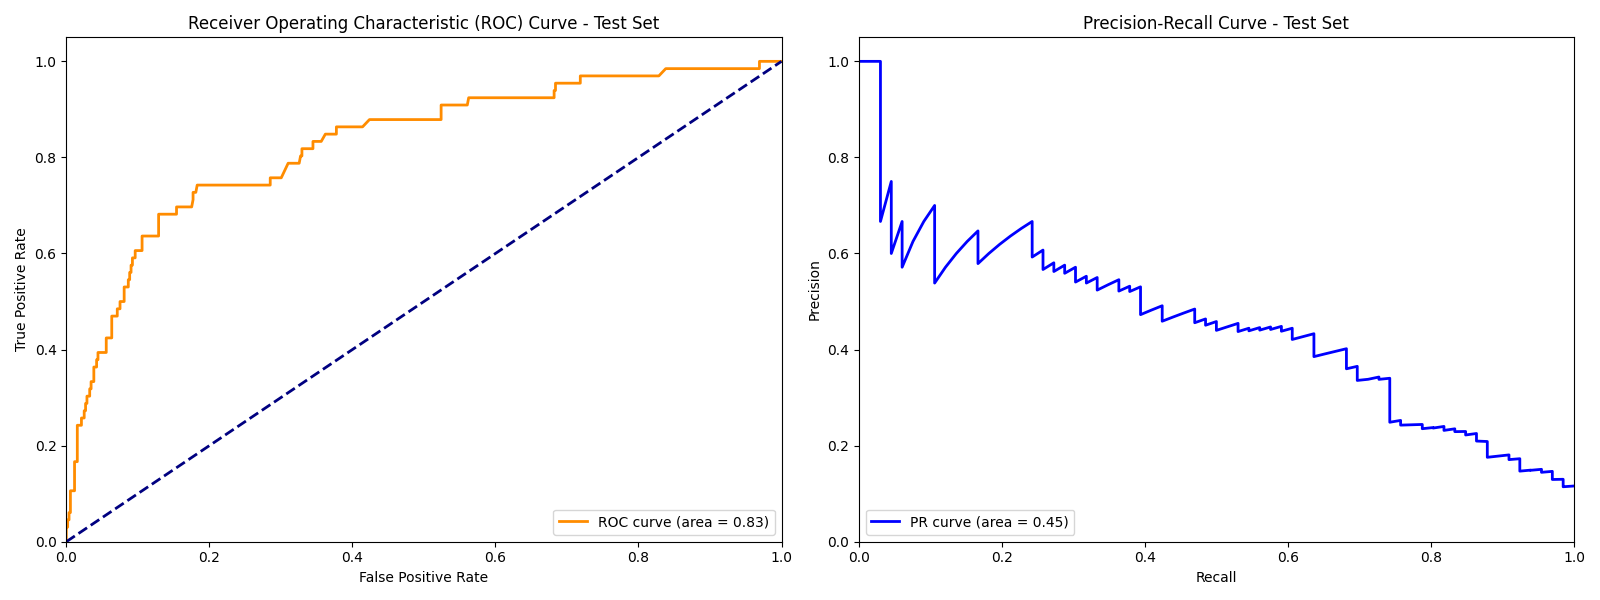 Receiver Operating Characteristic (ROC) Curve - Test Set
True Positive Rate
1.0
0.8
0.6
0.4
0.2
0.0
ROC curve (area = 0.83)
0.0 0.2 0.4 0.6 0.8 1.0
False Positive Rate
Precision-Recall Curve - Test Set
Precision
1.0
0.8
0.6
0.4
0.2
0.0
PR curve (area = 0.45)
0.0 0.2 0.4 0.6 0.8 1.0
Recall